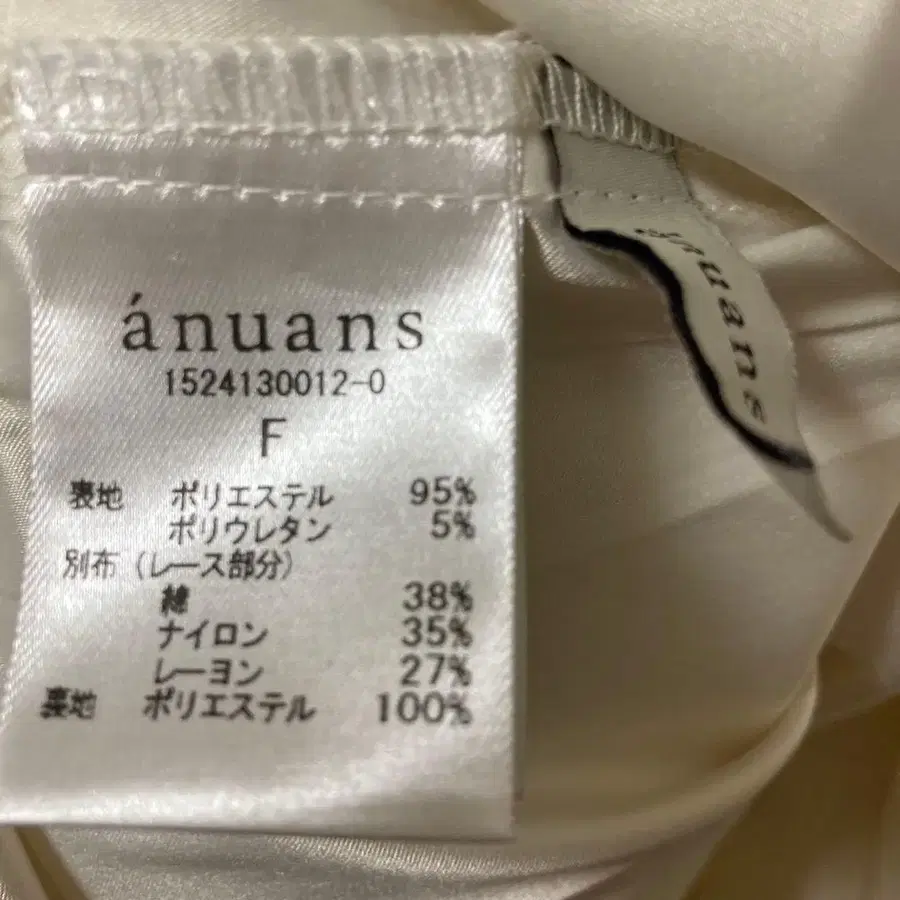 ánuans
1524130012-0
F
表地 ポリエステル 95%
ポリウレタン 5%
別布(レース部分)
綿 38%
ナイロン 35%
レーヨン 27%
裏地 ポリエステル 100%
ánuans